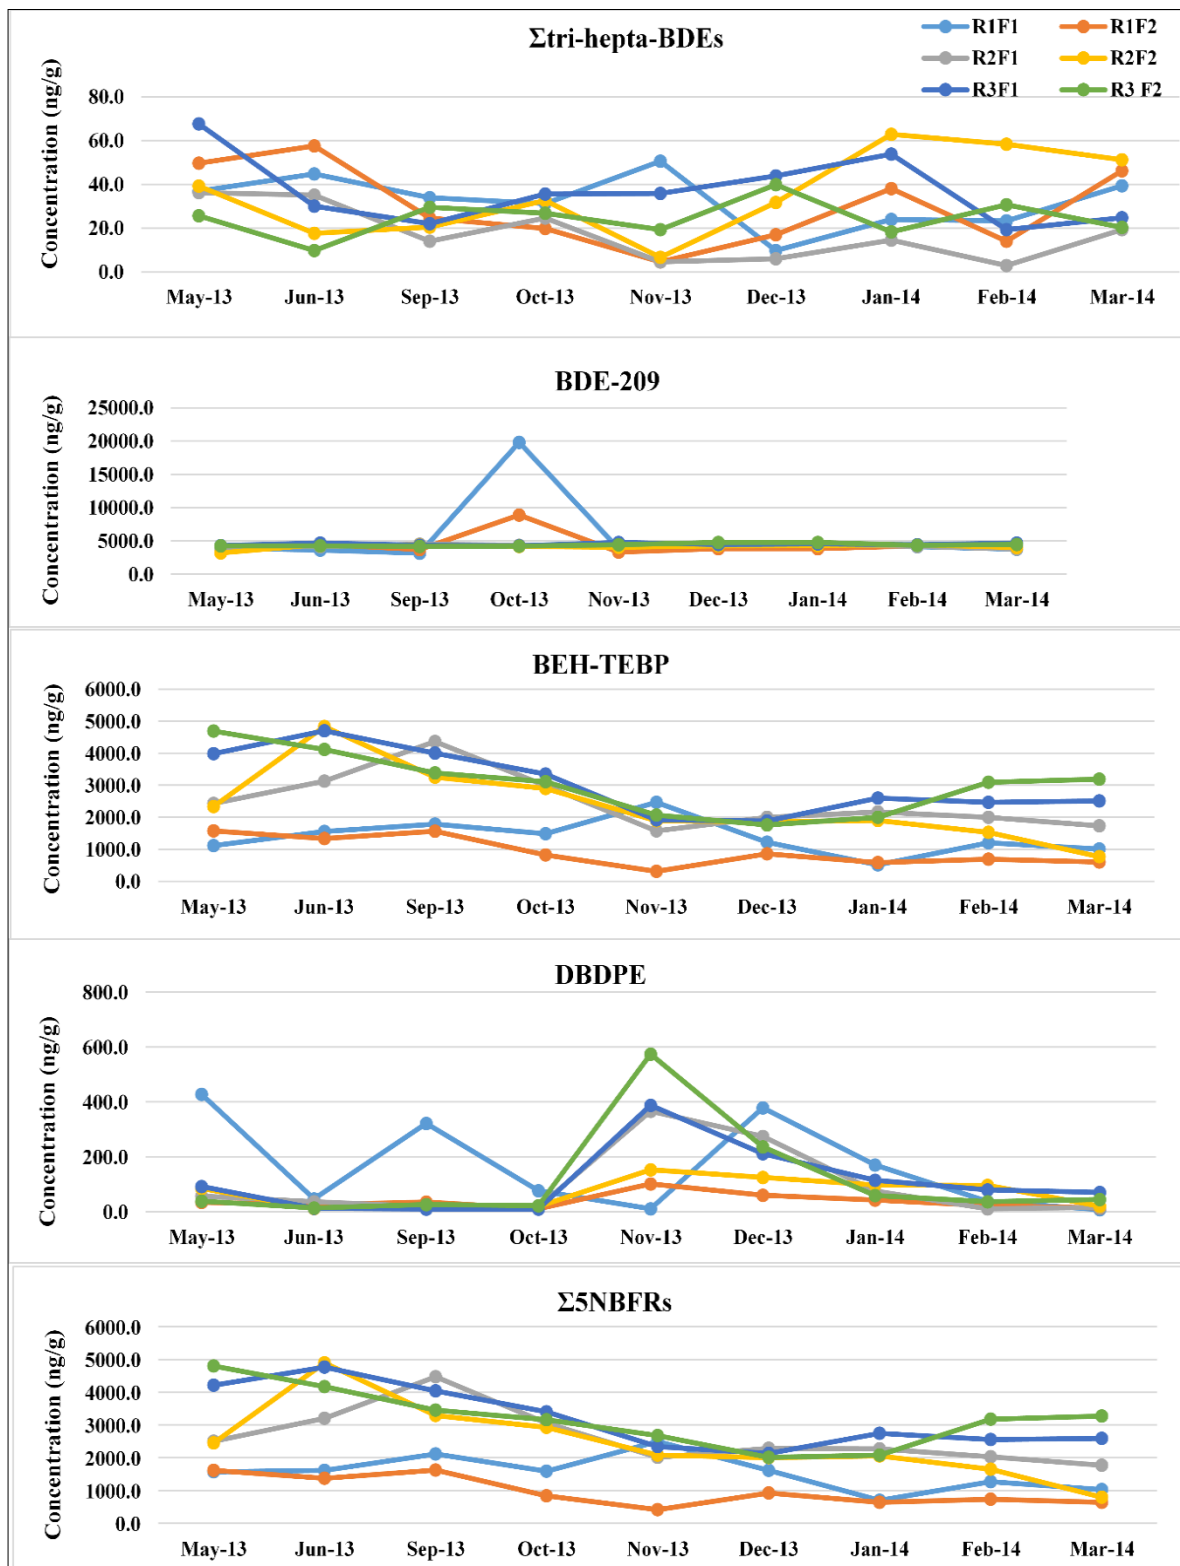 Σtri-hepta-BDEs
R1F1 R1F2
R2F1 R2F2
R3F1 R3 F2
Concentration (ng/g)
80.0
60.0
40.0
20.0
0.0
May-13 Jun-13 Sep-13 Oct-13 Nov-13 Dec-13 Jan-14 Feb-14 Mar-14
BDE-209
Concentration (ng/g)
25000.0
20000.0
15000.0
10000.0
5000.0
0.0
May-13 Jun-13 Sep-13 Oct-13 Nov-13 Dec-13 Jan-14 Feb-14 Mar-14
BEH-TEBP
Concentration (ng/g)
6000.0
5000.0
4000.0
3000.0
2000.0
1000.0
0.0
May-13 Jun-13 Sep-13 Oct-13 Nov-13 Dec-13 Jan-14 Feb-14 Mar-14
DBDPE
Concentration (ng/g)
800.0
600.0
400.0
200.0
0.0
May-13 Jun-13 Sep-13 Oct-13 Nov-13 Dec-13 Jan-14 Feb-14 Mar-14
Σ5NBFRs
Concentration (ng/g)
6000.0
5000.0
4000.0
3000.0
2000.0
1000.0
0.0
May-13 Jun-13 Sep-13 Oct-13 Nov-13 Dec-13 Jan-14 Feb-14 Mar-14